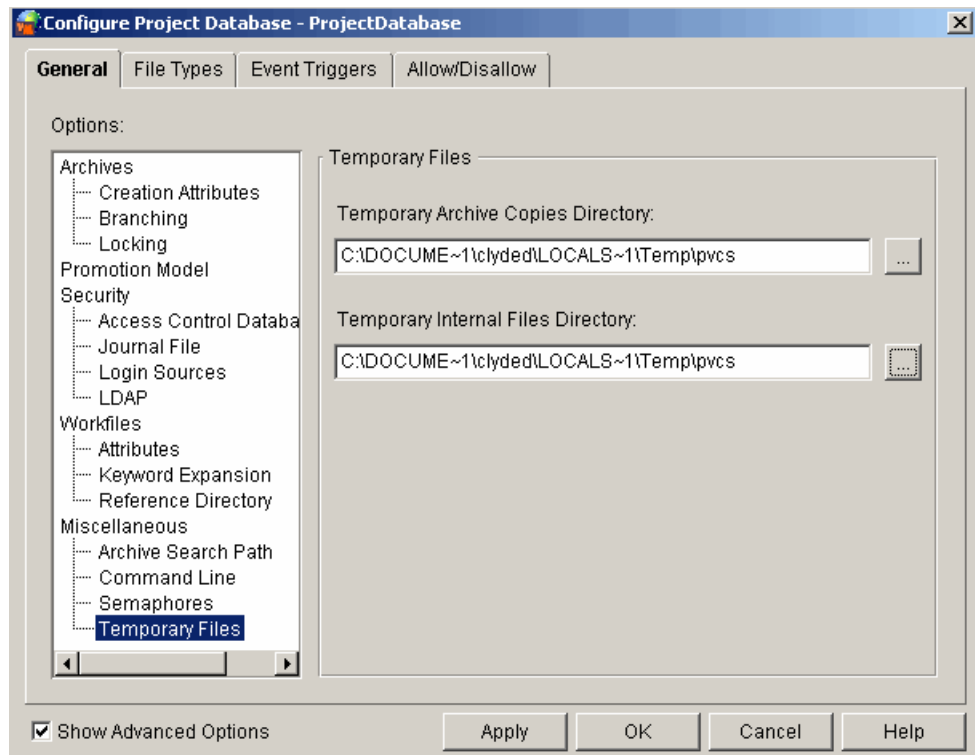 Configure Project Database - ProjectDatabase
General File Types Event Triggers Allow/Disallow
Options:
Archives
Creation Attributes
Branching
Locking
Promotion Model
Security
Access Control Databa
Journal File
Login Sources
LDAP
Workfiles
Attributes
Keyword Expansion
Reference Directory
Miscellaneous
Archive Search Path
Command Line
Semaphores
Temporary Files
Temporary Files
Temporary Archive Copies Directory:
C:\DOCUME~1\clyded\LOCALS~1\Temp\pvcs
...
Temporary Internal Files Directory:
C:\DOCUME~1\clyded\LOCALS~1\Temp\pvcs
...
Show Advanced Options
Apply OK Cancel Help